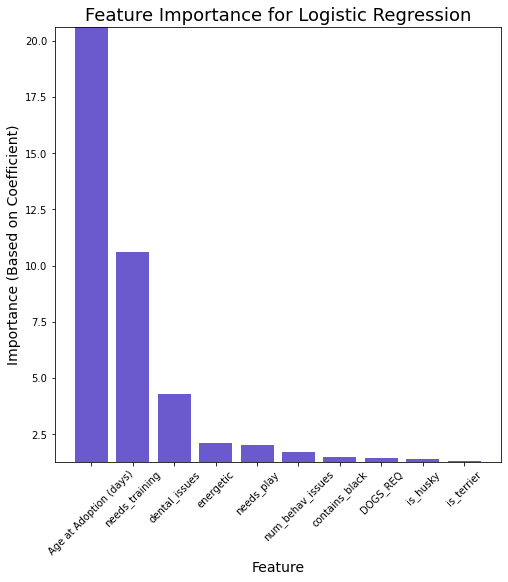 Feature Importance for Logistic Regression
Importance (Based on Coefficient)
20.0
17.5
15.0
12.5
10.0
7.5
5.0
2.5
Age at Adoption (days)
needs_training
dental_issues
energetic
needs_play
num_behav_issues
contains_black
DOGS_REQ
is_husky
is_terrier
Feature